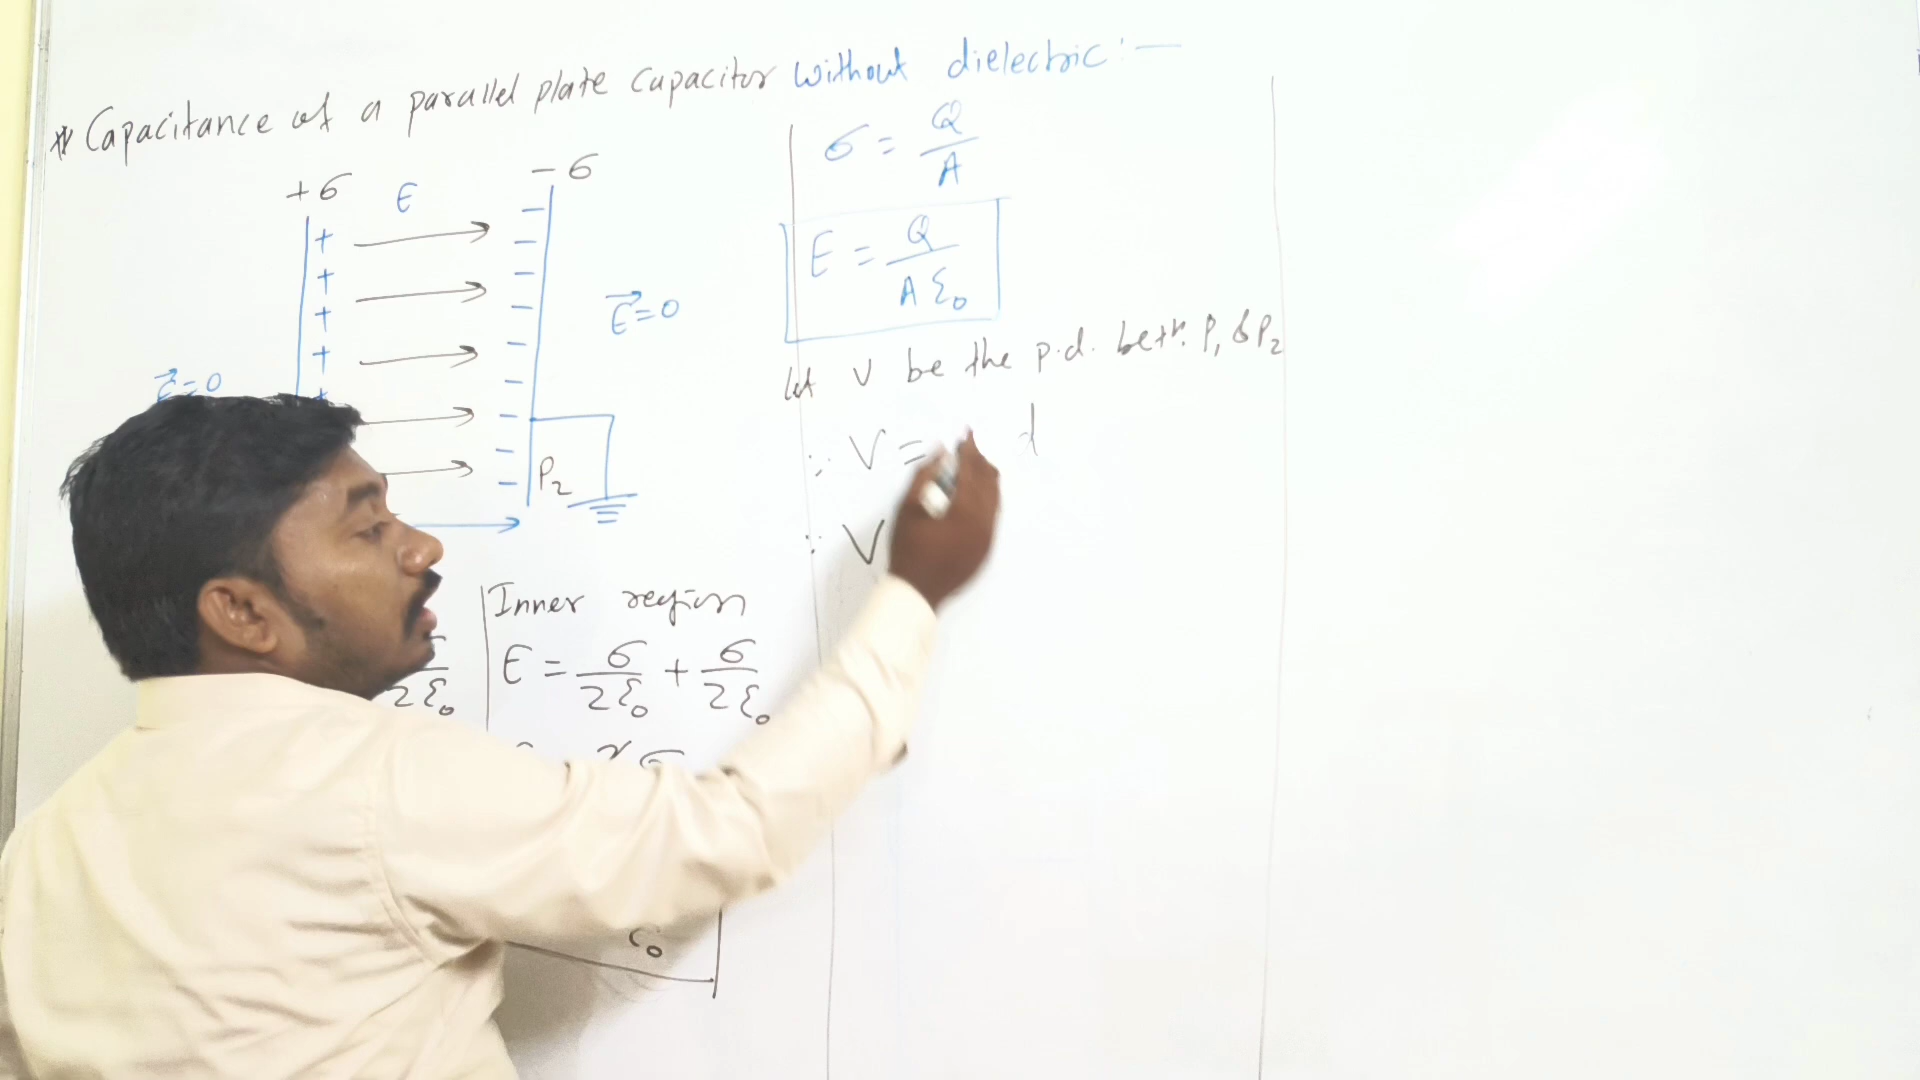 * Capacitance of a parallel plate capacitor without dielectric :—
+σ
E
-σ
E⃗=0
E⃗=0
P2
Inner region
2ε0
E = σ/2ε0 + σ/2ε0
2σ
σ = Q/A
E = Q/Aε0
let V be the p.d. betn. P1 & P2
∴ V = d
∴ V